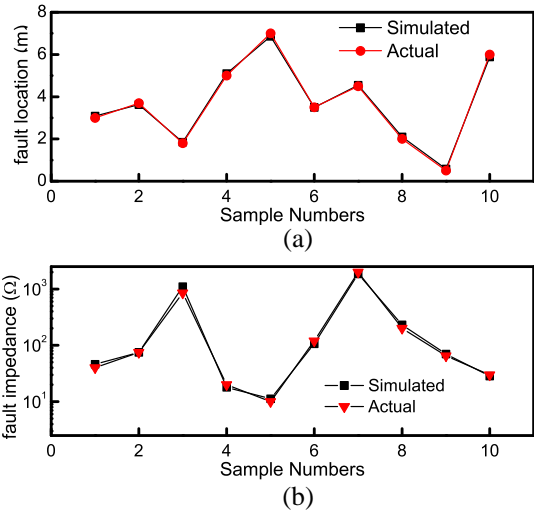 8
6
4
2
0
fault location (m)
Simulated
Actual
0 2 4 6 8 10
Sample Numbers
(a)
10³
10²
10¹
fault impedance (Ω)
Simulated
Actual
0 2 4 6 8 10
Sample Numbers
(b)